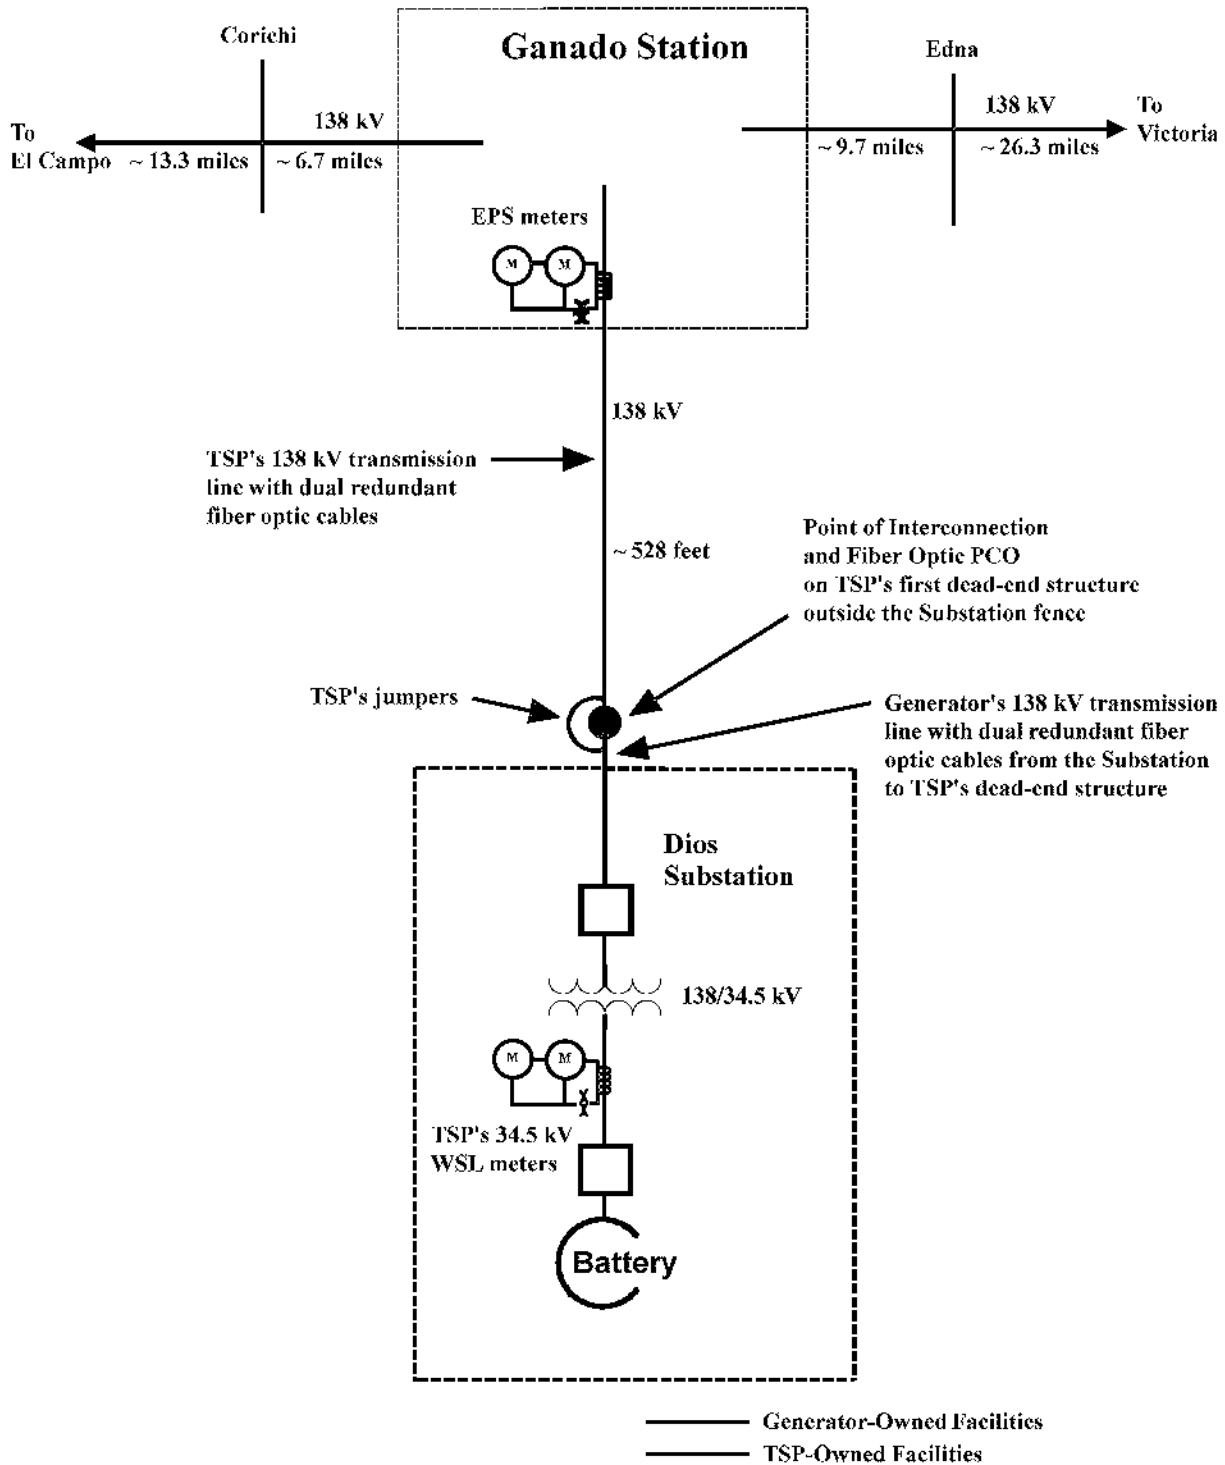 Corichi
Ganado Station
Edna
138 kV
138 kV
To
Victoria
To
El Campo
~ 13.3 miles
~ 6.7 miles
~ 9.7 miles
~ 26.3 miles
EPS meters
M
M
138 kV
TSP's 138 kV transmission
line with dual redundant
fiber optic cables
~ 528 feet
Point of Interconnection
and Fiber Optic PCO
on TSP's first dead-end structure
outside the Substation fence
TSP's jumpers
Generator's 138 kV transmission
line with dual redundant fiber
optic cables from the Substation
to TSP's dead-end structure
Dios
Substation
138/34.5 kV
M
M
TSP's 34.5 kV
WSL meters
Battery
Generator-Owned Facilities
TSP-Owned Facilities